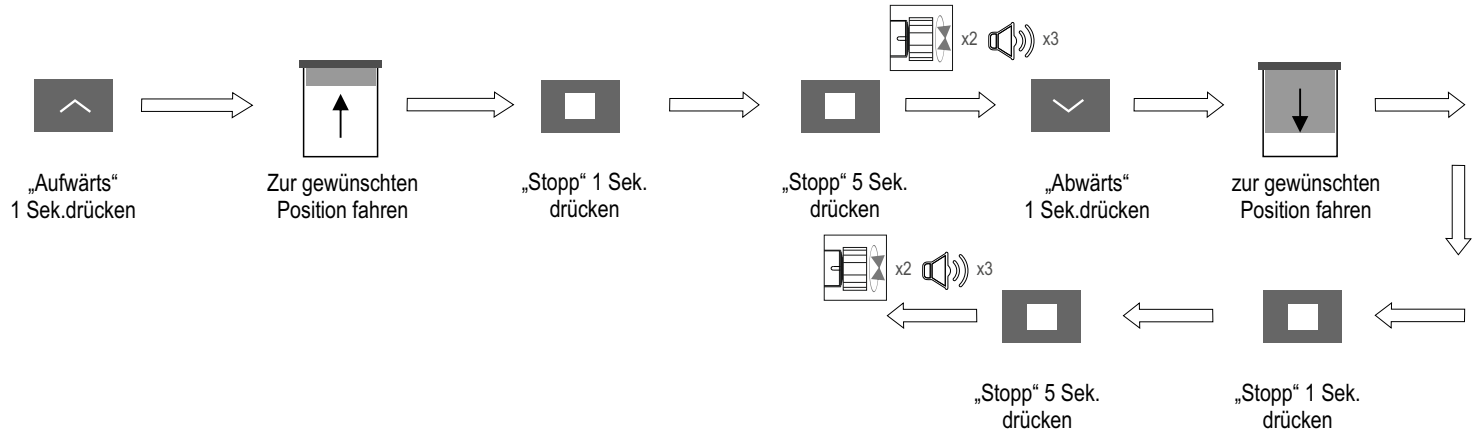 x2 x3
„Aufwärts“
1 Sek.drücken
Zur gewünschten
Position fahren
„Stopp“ 1 Sek.
drücken
„Stopp“ 5 Sek.
drücken
„Abwärts“
1 Sek.drücken
zur gewünschten
Position fahren
x2 x3
„Stopp“ 5 Sek.
drücken
„Stopp“ 1 Sek.
drücken